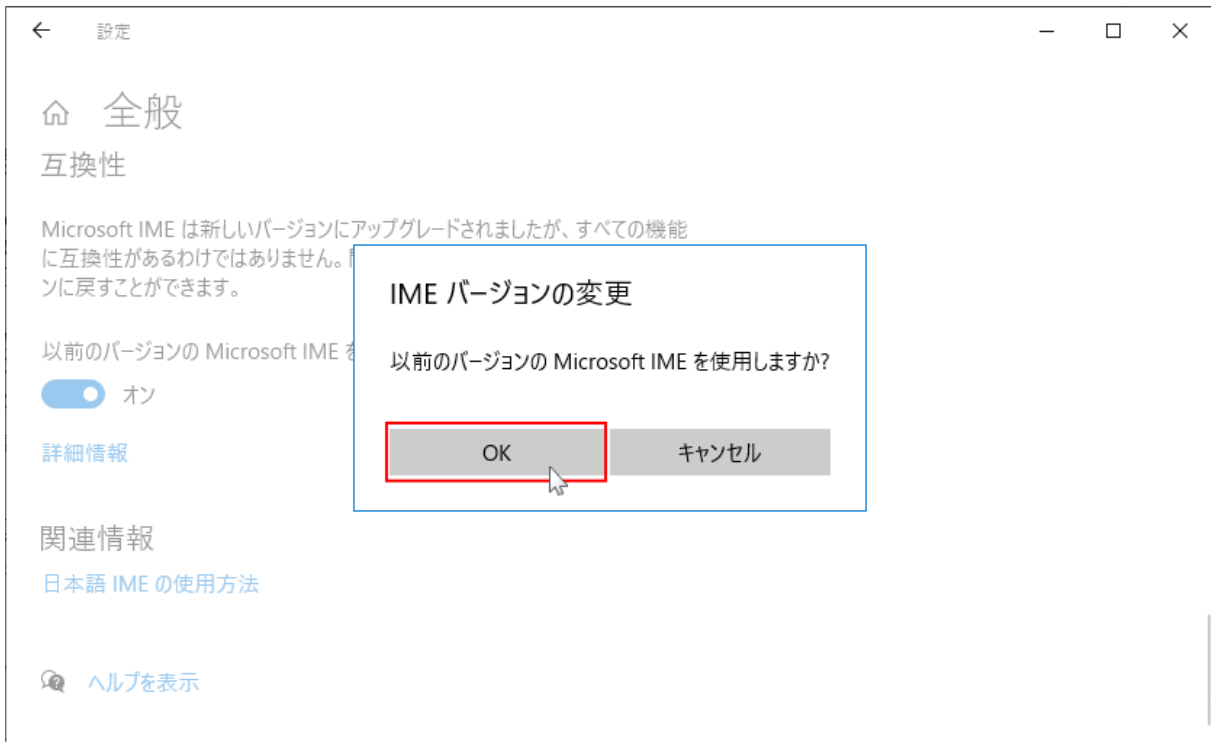 設定
全般
互換性
Microsoft IME は新しいバージョンにアップグレードされましたが、すべての機能
に互換性があるわけではありません。
ンに戻すことができます。
以前のバージョンの Microsoft IME を
オン
詳細情報
関連情報
日本語 IME の使用方法
ヘルプを表示
IME バージョンの変更
以前のバージョンの Microsoft IME を使用しますか?
OK
キャンセル